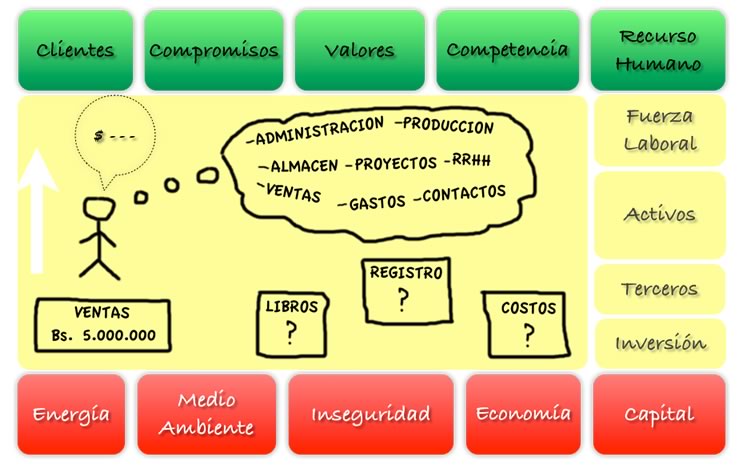 Clientes
Compromisos
Valores
Competencia
Recurso
Humano
$ ---
-ADMINISTRACION -PRODUCCION
-ALMACEN -PROYECTOS -RRHH
-VENTAS -GASTOS -CONTACTOS
Fuerza
Laboral
Activos
Terceros
Inversión
REGISTRO
?
LIBROS
?
COSTOS
?
VENTAS
Bs. 5.000.000
Energía
Medio
Ambiente
Inseguridad
Economía
Capital